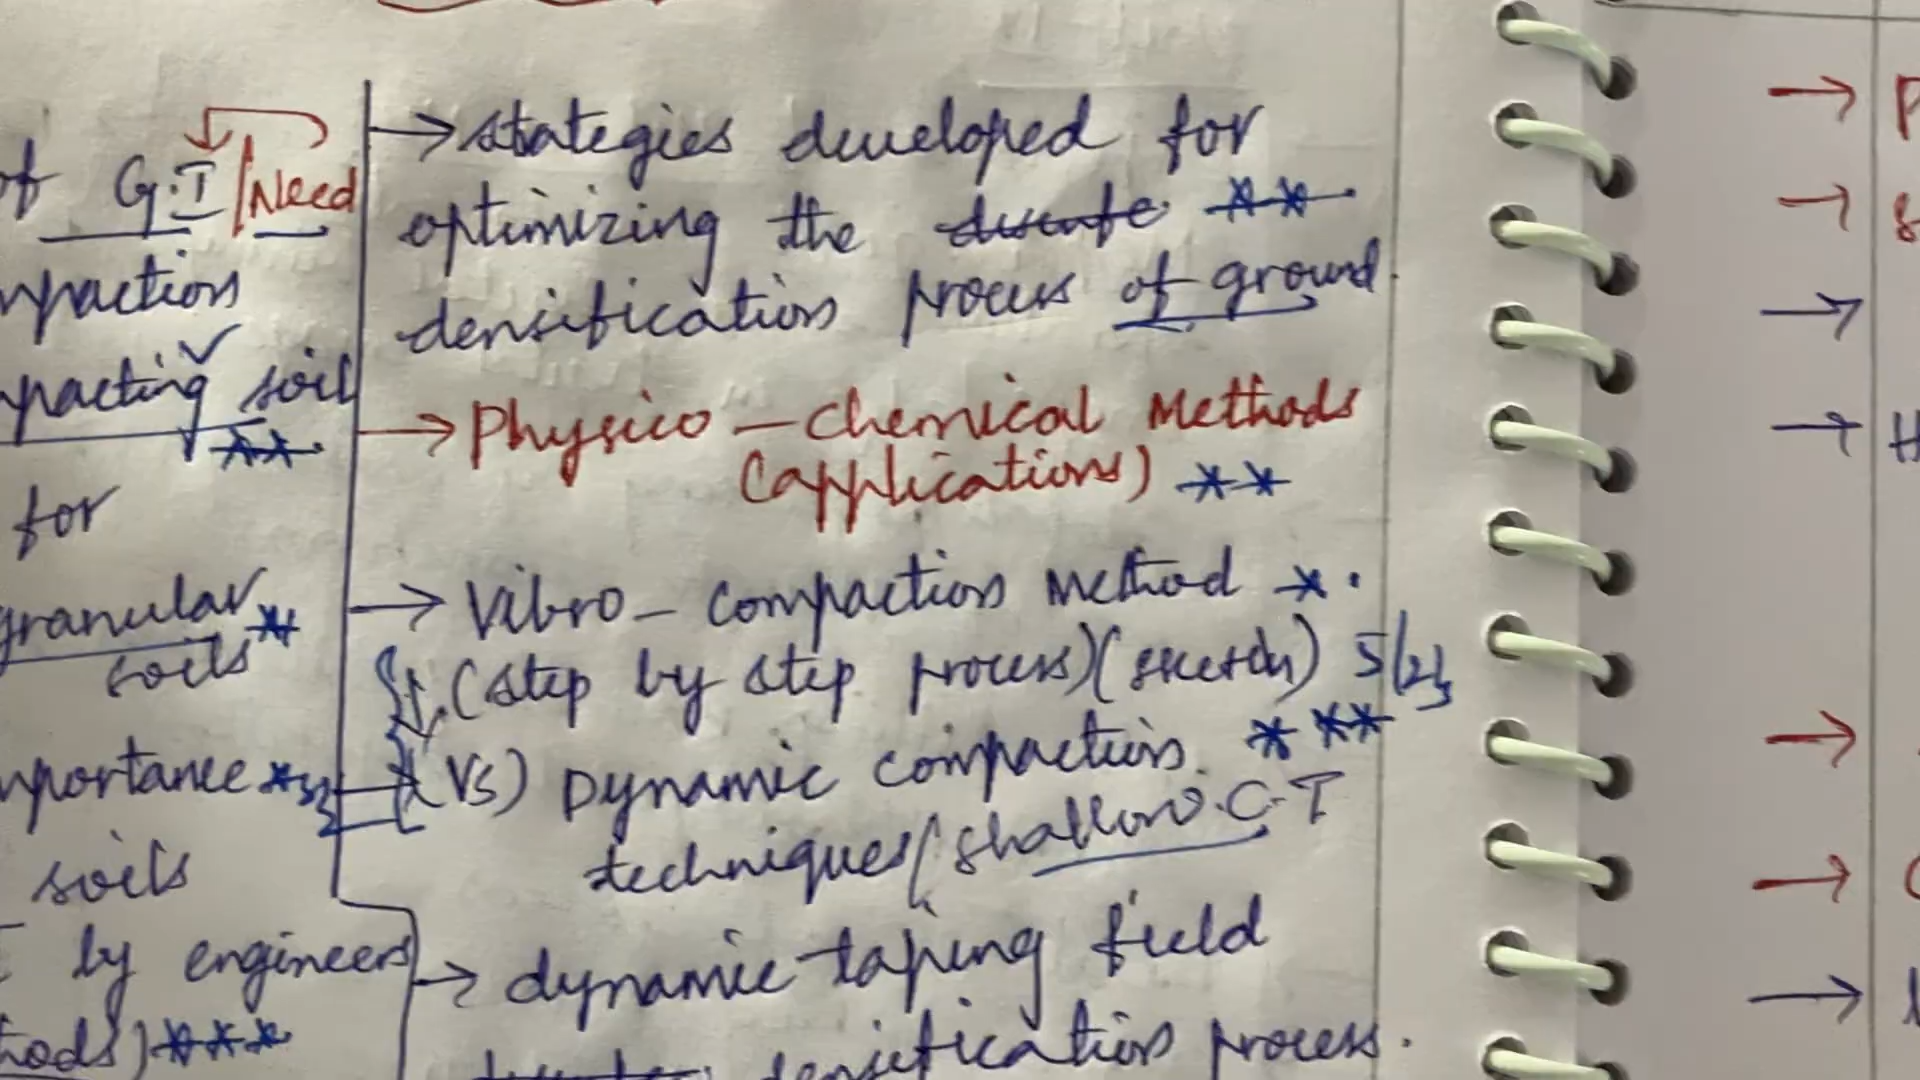 of G.I /Need
mpaction
mpacting soil **
for
granular *
soils
mportance *
soils
by engineers
hods) ***
→ stategies developed for
optimizing the **
densification process of ground
→ Physico - Chemical Methods
(applications) **
→ Vibro - Compaction Method *
(step by step process) (sketch)
(Vs) Dynamic compaction. ***
techniques (shallow. C.T
→ dynamic taping field
densification process.